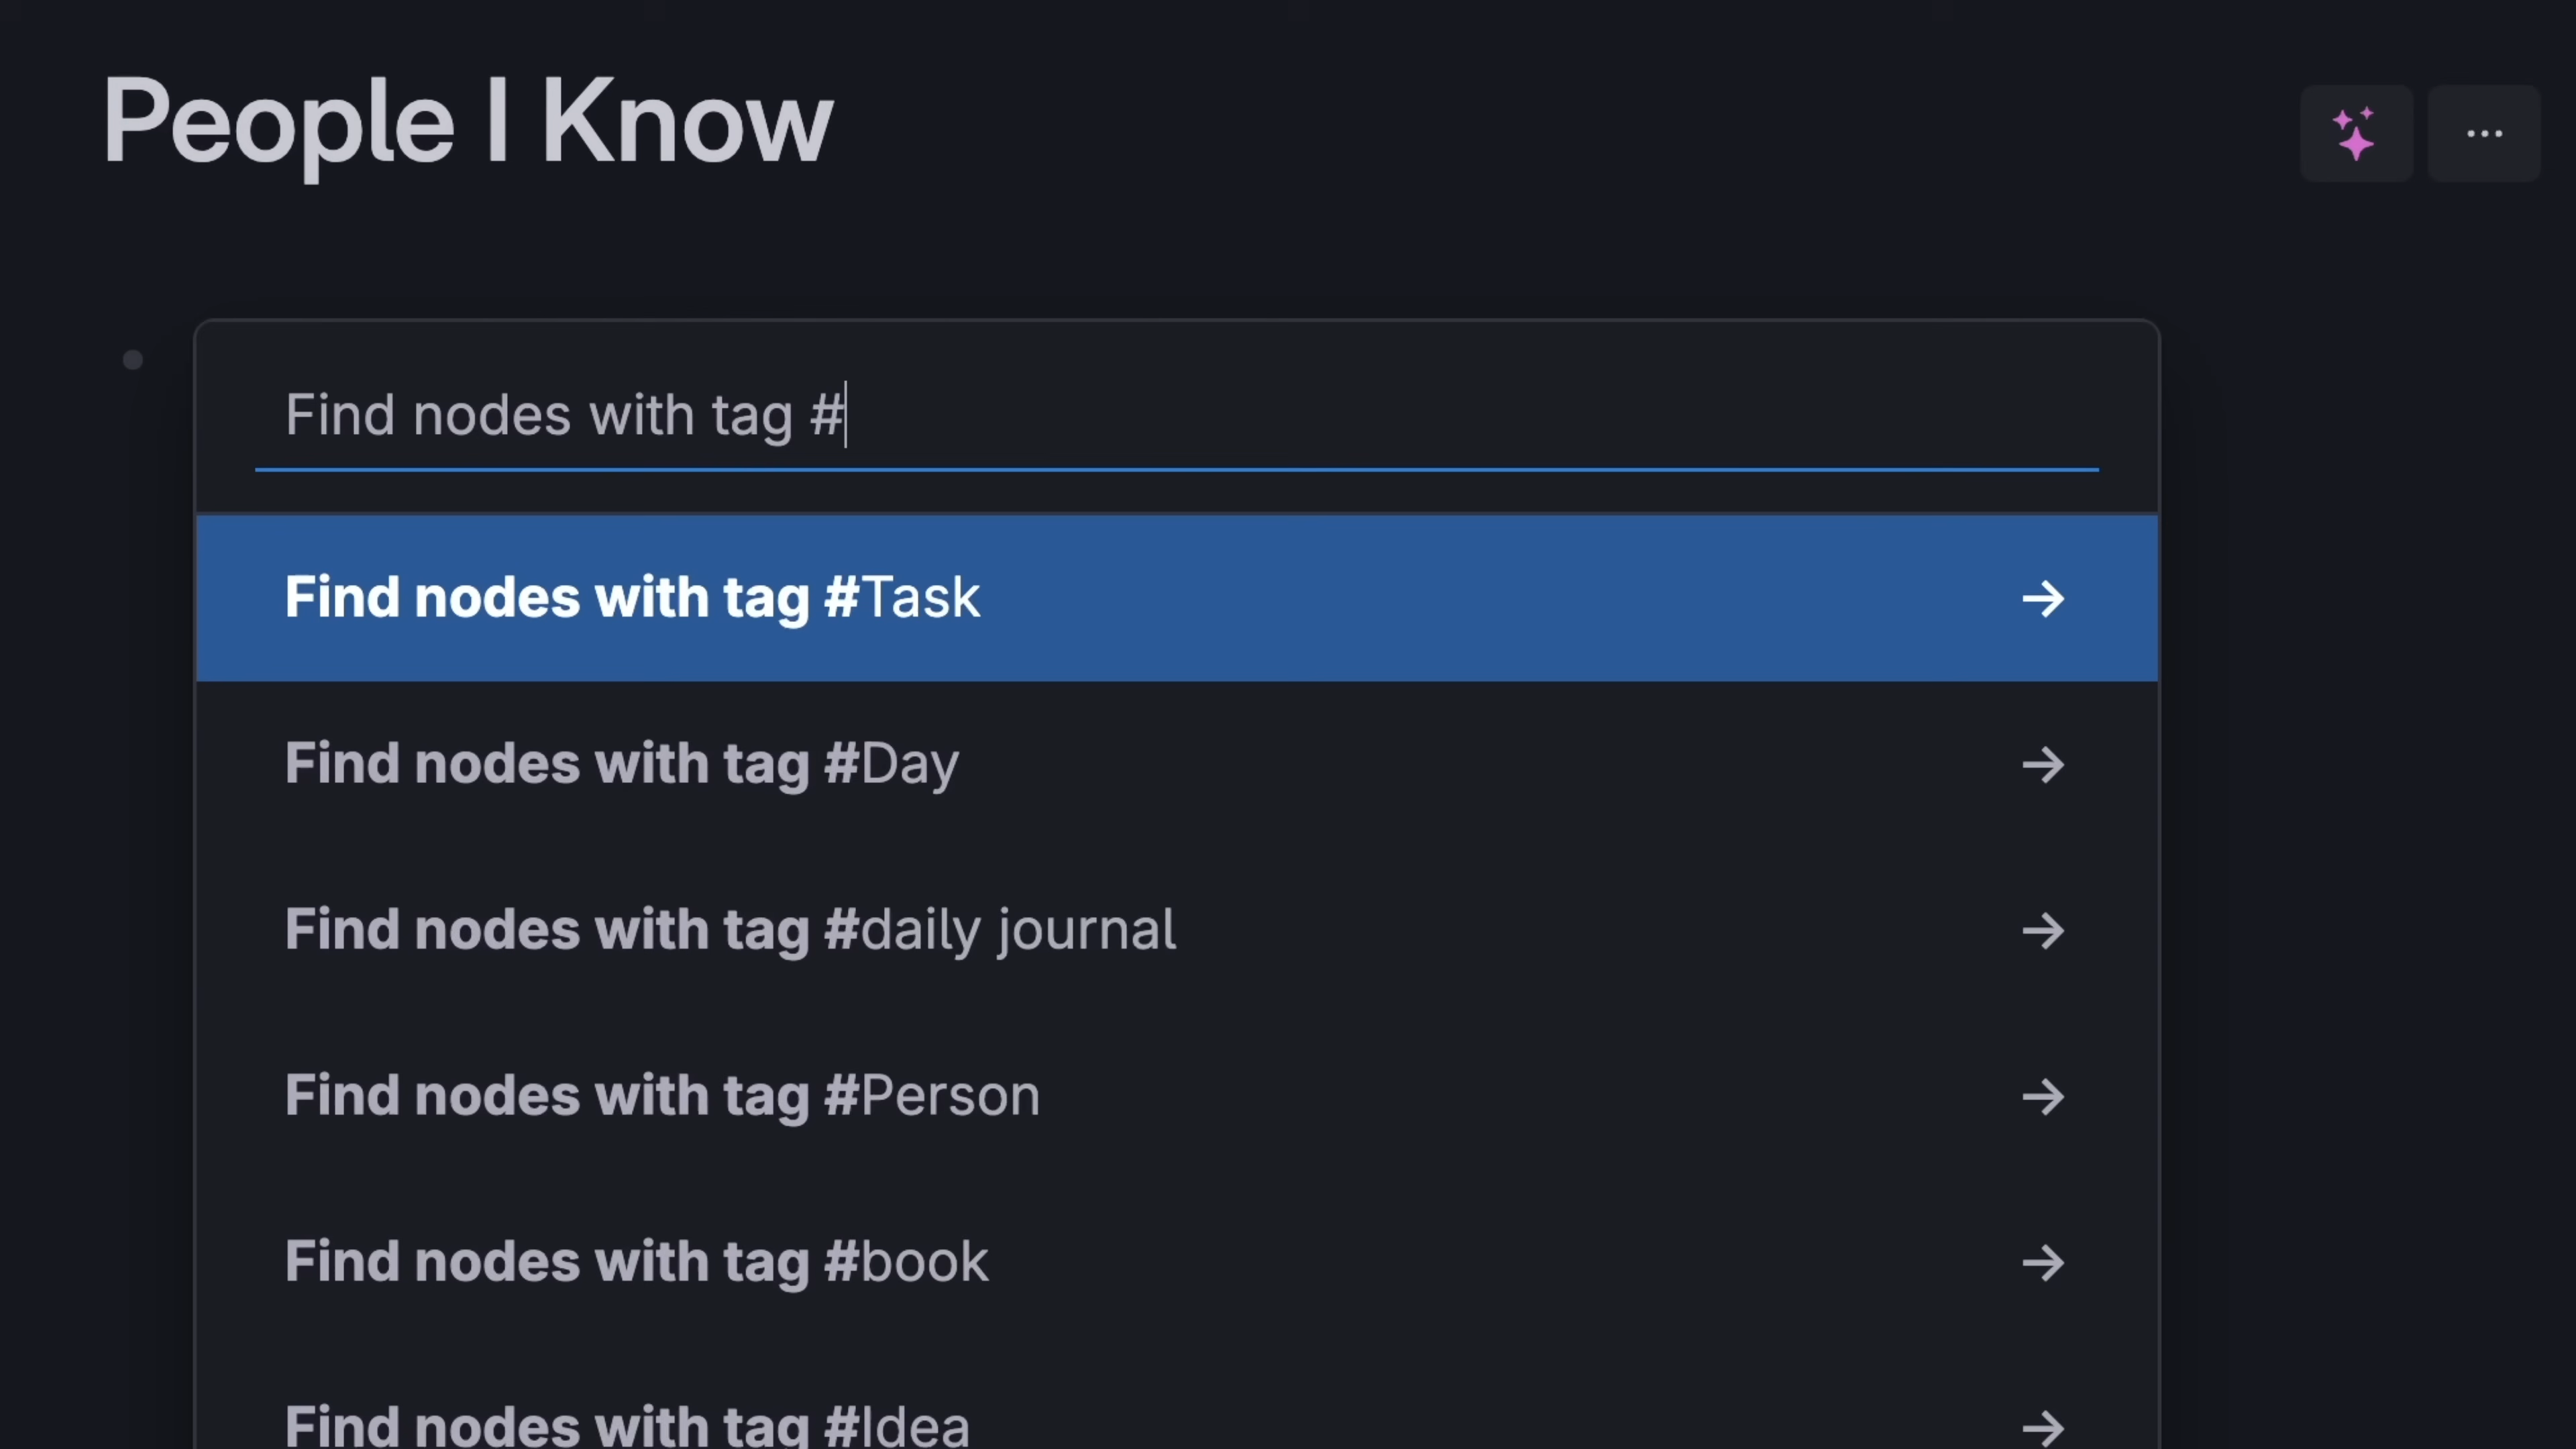 People I Know
Find nodes with tag #
Find nodes with tag #Task
Find nodes with tag #Day
Find nodes with tag #daily journal
Find nodes with tag #Person
Find nodes with tag #book
Find nodes with tag #Idea